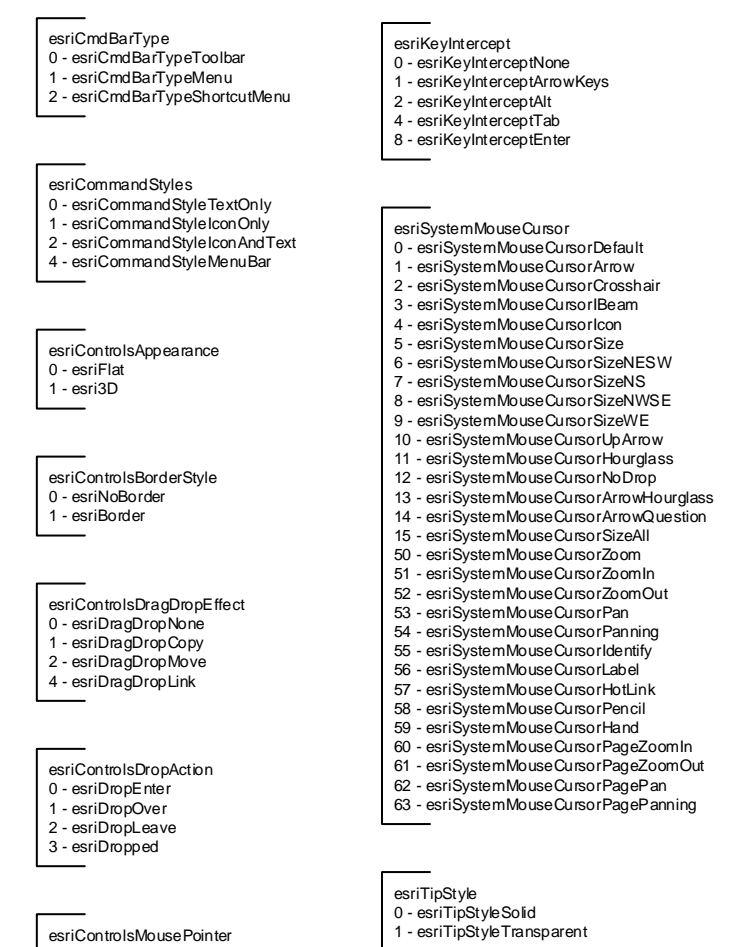 esriCmdBarType
0 - esriCmdBarTypeToolbar
1 - esriCmdBarTypeMenu
2 - esriCmdBarTypeShortcutMenu
esriCommandStyles
0 - esriCommandStyleTextOnly
1 - esriCommandStyleIconOnly
2 - esriCommandStyleIconAndText
4 - esriCommandStyleMenuBar
esriControlsAppearance
0 - esriFlat
1 - esri3D
esriControlsBorderStyle
0 - esriNoBorder
1 - esriBorder
esriControlsDragDropEffect
0 - esriDragDropNone
1 - esriDragDropCopy
2 - esriDragDropMove
4 - esriDragDropLink
esriControlsDropAction
0 - esriDropEnter
1 - esriDropOver
2 - esriDropLeave
3 - esriDropped
esriControlsMousePointer
esriKeyIntercept
0 - esriKeyInterceptNone
1 - esriKeyInterceptArrowKeys
2 - esriKeyInterceptAlt
4 - esriKeyInterceptTab
8 - esriKeyInterceptEnter
esriSystemMouseCursor
0 - esriSystemMouseCursorDefault
1 - esriSystemMouseCursorArrow
2 - esriSystemMouseCursorCrosshair
3 - esriSystemMouseCursorIBeam
4 - esriSystemMouseCursorIcon
5 - esriSystemMouseCursorSize
6 - esriSystemMouseCursorSizeNESW
7 - esriSystemMouseCursorSizeNS
8 - esriSystemMouseCursorSizeNWSE
9 - esriSystemMouseCursorSizeWE
10 - esriSystemMouseCursorUpArrow
11 - esriSystemMouseCursorHourglass
12 - esriSystemMouseCursorNoDrop
13 - esriSystemMouseCursorArrowHourglass
14 - esriSystemMouseCursorArrowQuestion
15 - esriSystemMouseCursorSizeAll
50 - esriSystemMouseCursorZoom
51 - esriSystemMouseCursorZoomIn
52 - esriSystemMouseCursorZoomOut
53 - esriSystemMouseCursorPan
54 - esriSystemMouseCursorPanning
55 - esriSystemMouseCursorIdentify
56 - esriSystemMouseCursorLabel
57 - esriSystemMouseCursorHotLink
58 - esriSystemMouseCursorPencil
59 - esriSystemMouseCursorHand
60 - esriSystemMouseCursorPageZoomIn
61 - esriSystemMouseCursorPageZoomOut
62 - esriSystemMouseCursorPagePan
63 - esriSystemMouseCursorPagePanning
esriTipStyle
0 - esriTipStyleSolid
1 - esriTipStyleTransparent